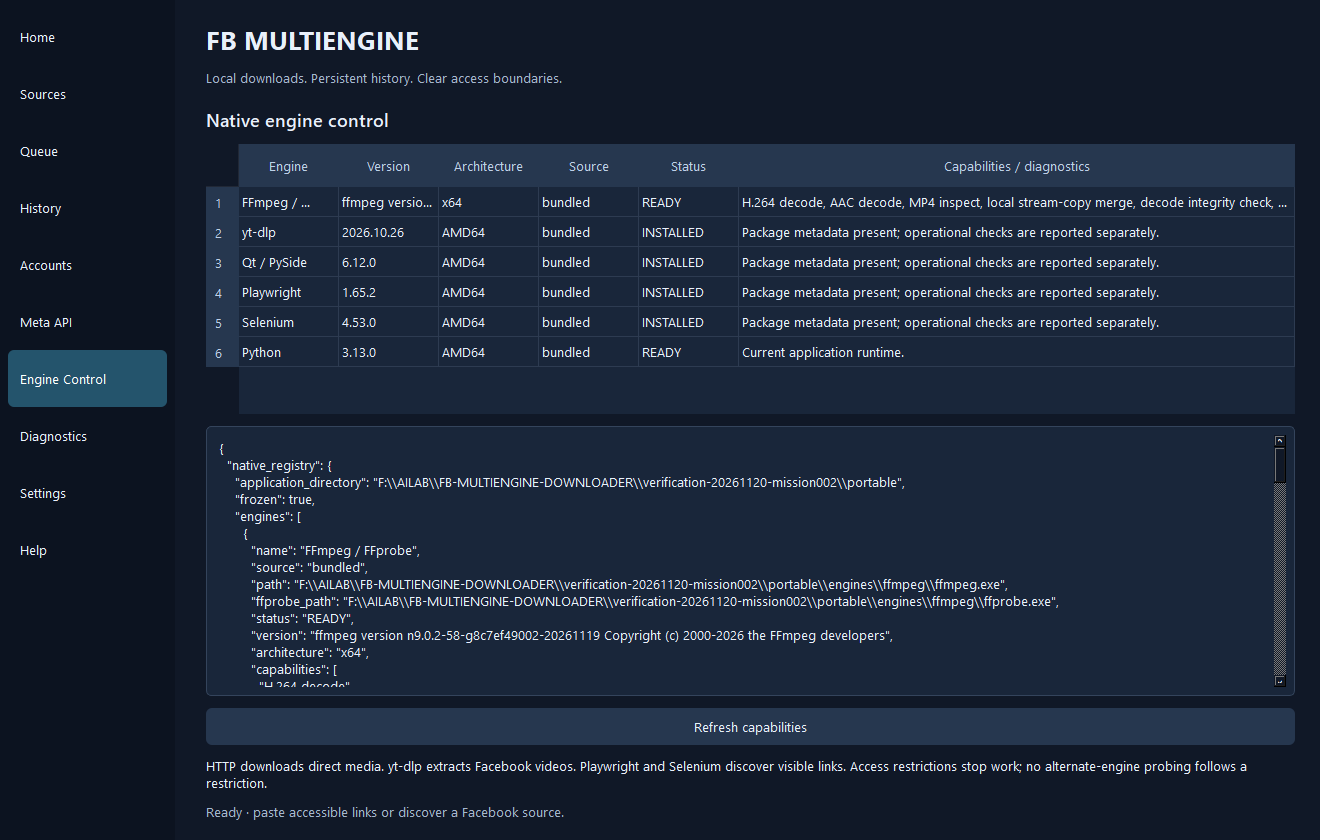 Home
Sources
Queue
History
Accounts
Meta API
Engine Control
Diagnostics
Settings
Help
FB MULTIENGINE
Local downloads. Persistent history. Clear access boundaries.
Native engine control
Engine Version Architecture Source Status Capabilities / diagnostics
1 FFmpeg / ... ffmpeg versio... x64 bundled READY H.264 decode, AAC decode, MP4 inspect, local stream-copy merge, decode integrity check, ...
2 yt-dlp 2026.10.26 AMD64 bundled INSTALLED Package metadata present; operational checks are reported separately.
3 Qt / PySide 6.12.0 AMD64 bundled INSTALLED Package metadata present; operational checks are reported separately.
4 Playwright 1.65.2 AMD64 bundled INSTALLED Package metadata present; operational checks are reported separately.
5 Selenium 4.53.0 AMD64 bundled INSTALLED Package metadata present; operational checks are reported separately.
6 Python 3.13.0 AMD64 bundled READY Current application runtime.
{
"native_registry": {
"application_directory": "F:\\AILAB\\FB-MULTIENGINE-DOWNLOADER\\verification-20261120-mission002\\portable",
"frozen": true,
"engines": [
{
"name": "FFmpeg / FFprobe",
"source": "bundled",
"path": "F:\\AILAB\\FB-MULTIENGINE-DOWNLOADER\\verification-20261120-mission002\\portable\\engines\\ffmpeg\\ffmpeg.exe",
"ffprobe_path": "F:\\AILAB\\FB-MULTIENGINE-DOWNLOADER\\verification-20261120-mission002\\portable\\engines\\ffmpeg\\ffprobe.exe",
"status": "READY",
"version": "ffmpeg version n9.0.2-58-g8c7ef49002-20261119 Copyright (c) 2000-2026 the FFmpeg developers",
"architecture": "x64",
"capabilities": [
"H.264 decode"
Refresh capabilities
HTTP downloads direct media. yt-dlp extracts Facebook videos. Playwright and Selenium discover visible links. Access restrictions stop work; no alternate-engine probing follows a
restriction.
Ready · paste accessible links or discover a Facebook source.